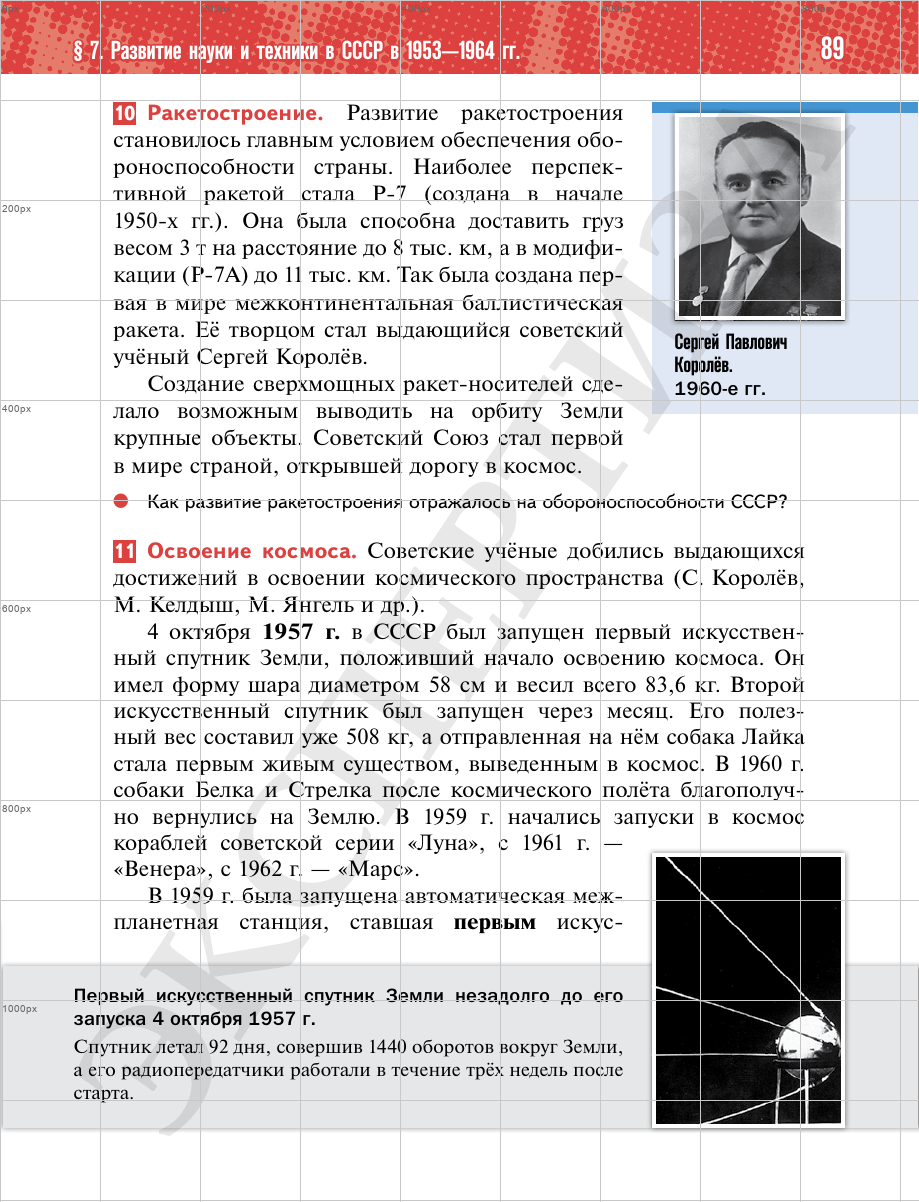 § 7. Развитие науки и техники в СССР в 1953—1964 гг.
89
10 Ракетостроение. Развитие ракетостроения
становилось главным условием обеспечения обо-
роноспособности страны. Наиболее перспек-
тивной ракетой стала Р-7 (создана в начале
1950-х гг.). Она была способна доставить груз
весом 3 т на расстояние до 8 тыс. км, а в модифи-
кации (Р-7А) до 11 тыс. км. Так была создана пер-
вая в мире межконтинентальная баллистическая
ракета. Её творцом стал выдающийся советский
учёный Сергей Королёв.
Создание сверхмощных ракет-носителей сде-
лало возможным выводить на орбиту Земли
крупные объекты. Советский Союз стал первой
в мире страной, открывшей дорогу в космос.
Сергей Павлович
Королёв.
1960-е гг.
Как развитие ракетостроения отражалось на обороноспособности СССР?
11 Освоение космоса. Советские учёные добились выдающихся
достижений в освоении космического пространства (С. Королёв,
М. Келдыш, М. Янгель и др.).
4 октября 1957 г. в СССР был запущен первый искусствен-
ный спутник Земли, положивший начало освоению космоса. Он
имел форму шара диаметром 58 см и весил всего 83,6 кг. Второй
искусственный спутник был запущен через месяц. Его полез-
ный вес составил уже 508 кг, а отправленная на нём собака Лайка
стала первым живым существом, выведенным в космос. В 1960 г.
собаки Белка и Стрелка после космического полёта благополуч-
но вернулись на Землю. В 1959 г. начались запуски в космос
кораблей советской серии «Луна», с 1961 г. —
«Венера», с 1962 г. — «Марс».
В 1959 г. была запущена автоматическая меж-
планетная станция, ставшая первым искус-
Первый искусственный спутник Земли незадолго до его
запуска 4 октября 1957 г.
Спутник летал 92 дня, совершив 1440 оборотов вокруг Земли,
а его радиопередатчики работали в течение трёх недель после
старта.
ЭКСПЕРТИЗА
200px
400px
600px
800px
1000px